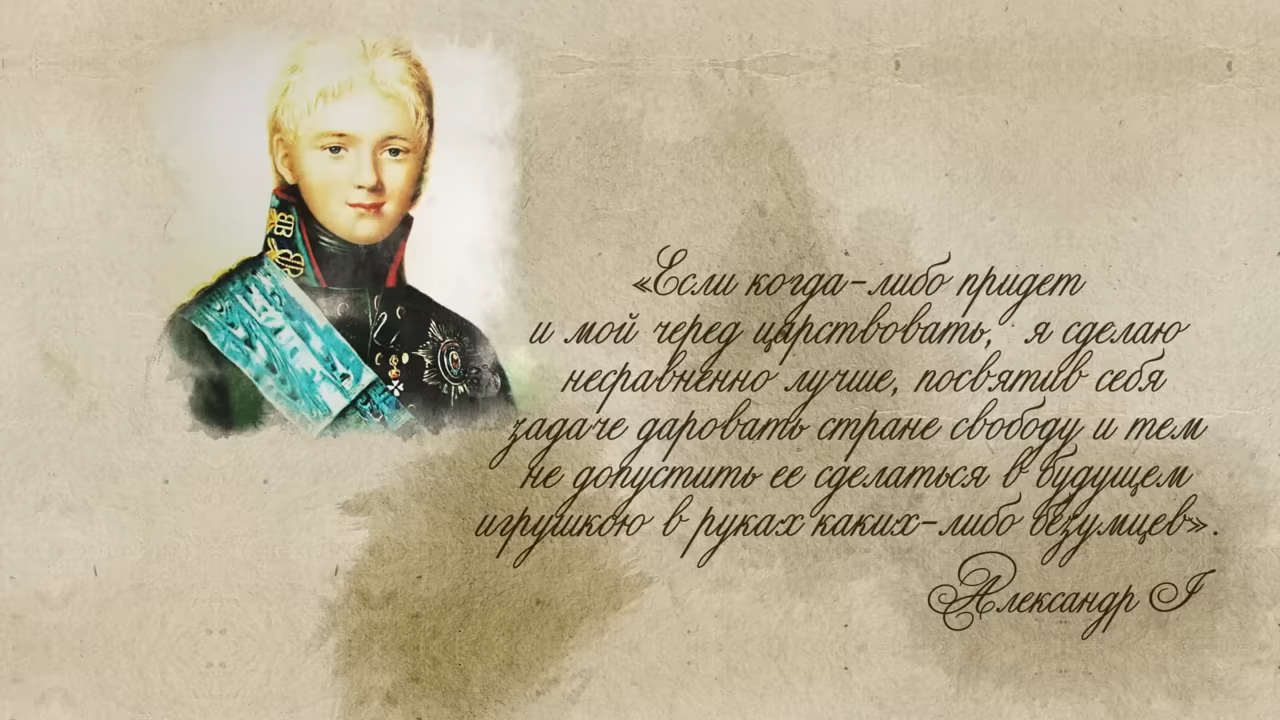 «Если когда-либо придет
и мой черед царствовать, я сделаю
несравненно лучше, посвятив себя
задаче даровать стране свободу и тем
не допустить ее сделаться в будущем
игрушкою в руках каких-либо безумцев».
Александр I